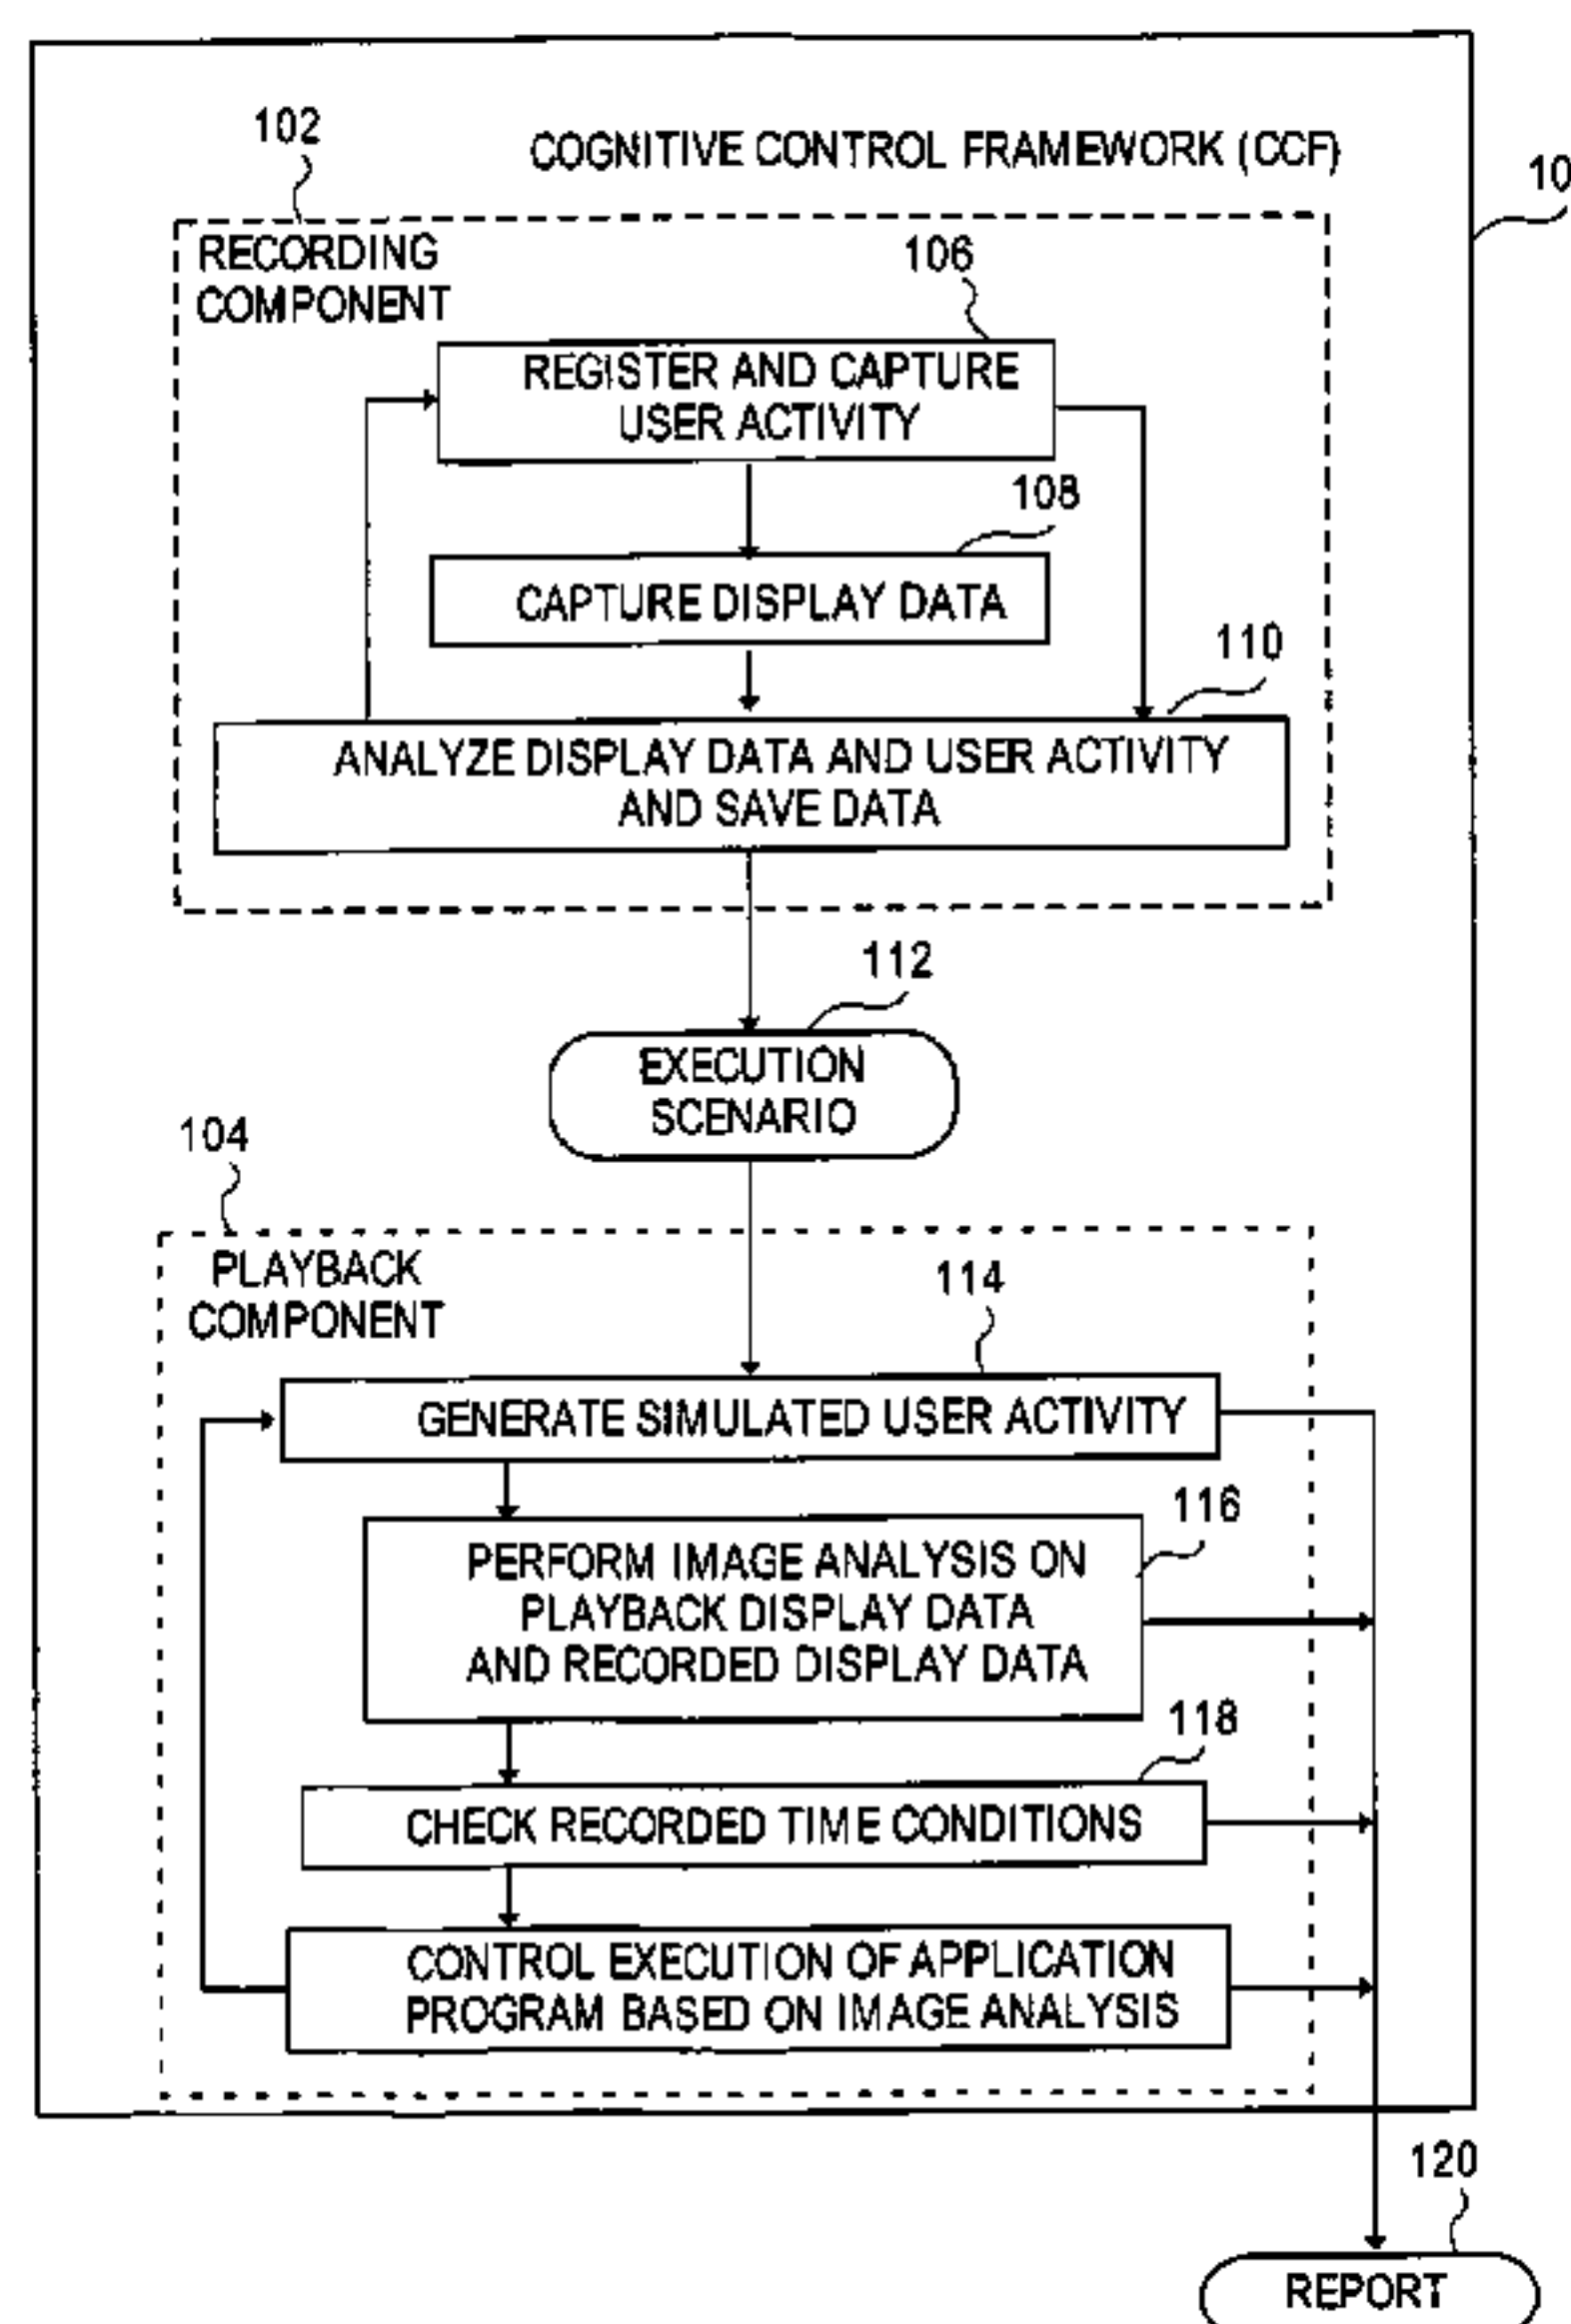 102
COGNITIVE CONTROL FRAMEWORK (CCF)
10
RECORDING
COMPONENT
106
REGISTER AND CAPTURE
USER ACTIVITY
108
CAPTURE DISPLAY DATA
110
ANALYZE DISPLAY DATA AND USER ACTIVITY
AND SAVE DATA
112
EXECUTION
SCENARIO
104
PLAYBACK
COMPONENT
114
GENERATE SIMULATED USER ACTIVITY
116
PERFORM IMAGE ANALYSIS ON
PLAYBACK DISPLAY DATA
AND RECORDED DISPLAY DATA
118
CHECK RECORDED TIME CONDITIONS
CONTROL EXECUTION OF APPLICATION
PROGRAM BASED ON IMAGE ANALYSIS
120
REPORT